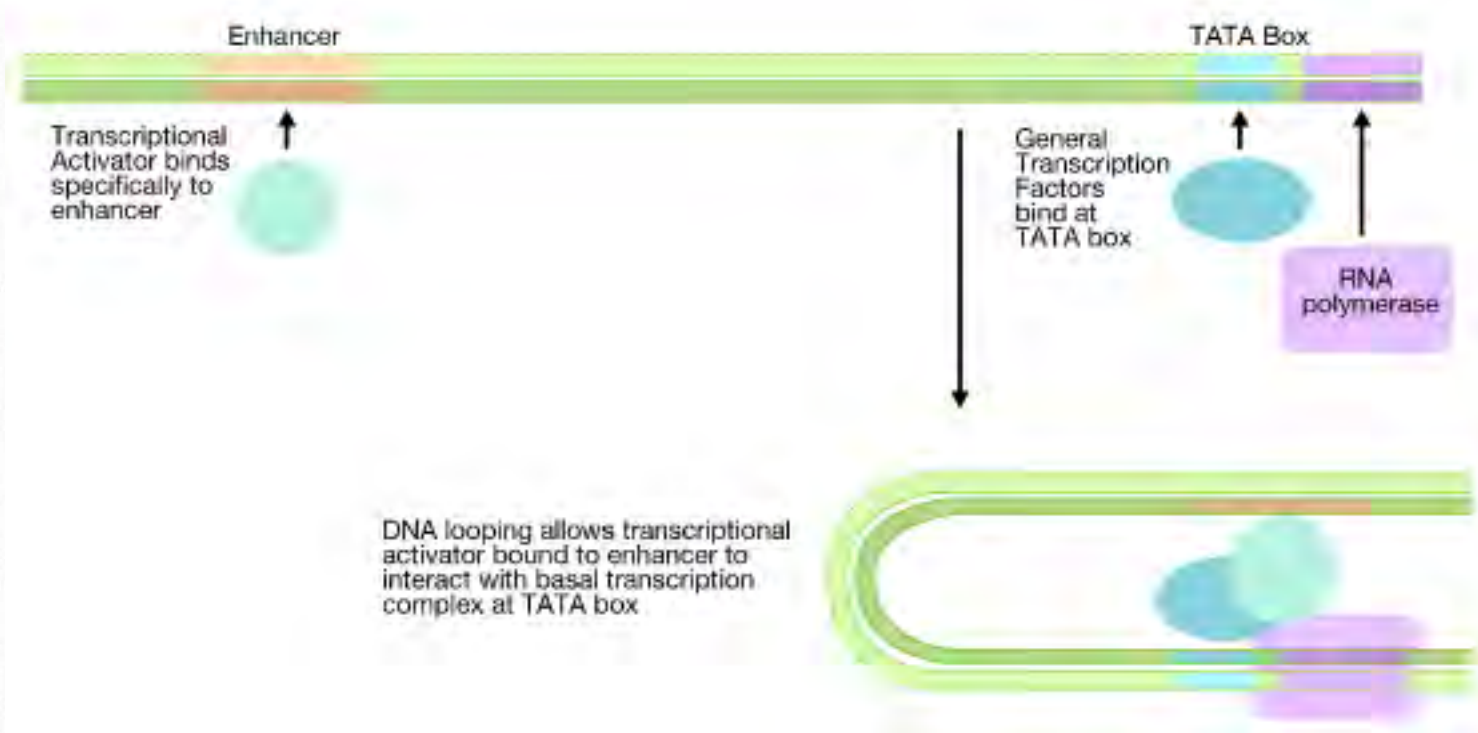 Enhancer
TATA Box
Transcriptional
Activator binds
specifically to
enhancer
General
Transcription
Factors
bind at
TATA box
RNA
polymerase
DNA looping allows transcriptional
activator bound to enhancer to
interact with basal transcription
complex at TATA box